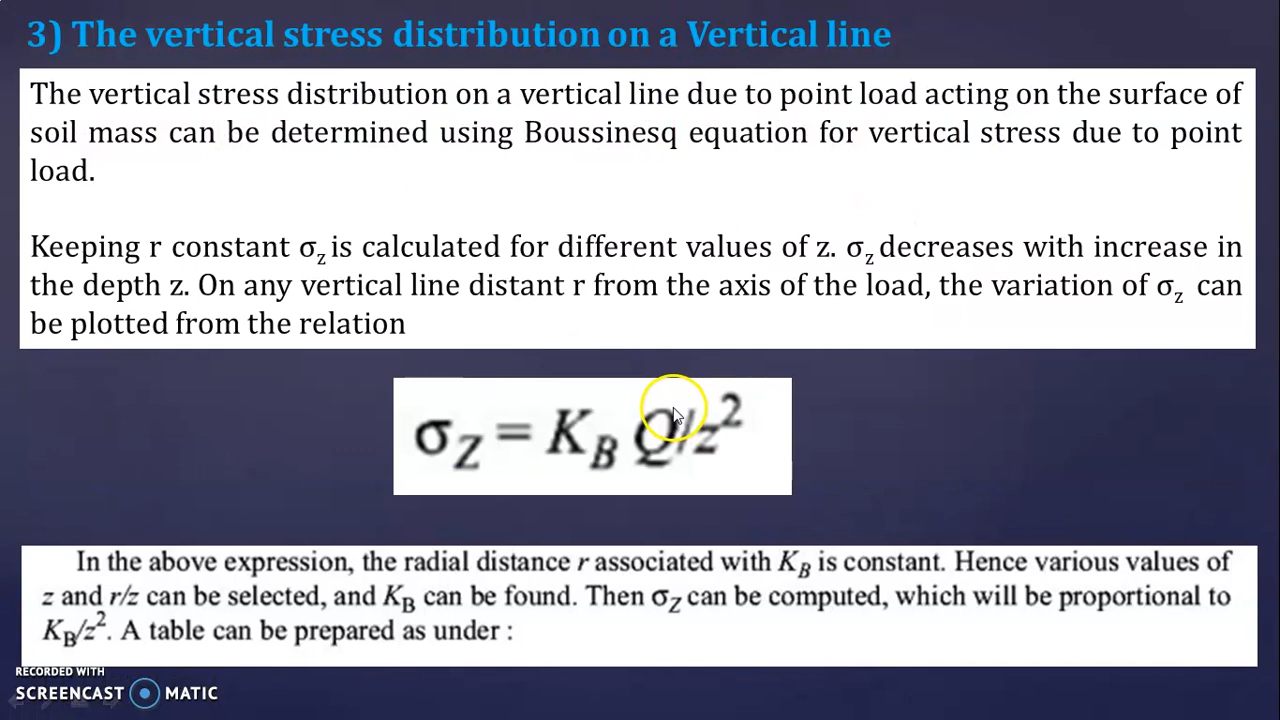 3) The vertical stress distribution on a Vertical line
The vertical stress distribution on a vertical line due to point load acting on the surface of
soil mass can be determined using Boussinesq equation for vertical stress due to point
load.
Keeping r constant σz is calculated for different values of z. σz decreases with increase in
the depth z. On any vertical line distant r from the axis of the load, the variation of σz can
be plotted from the relation
σZ = KB Q/z²
In the above expression, the radial distance r associated with KB is constant. Hence various values of
z and r/z can be selected, and KB can be found. Then σZ can be computed, which will be proportional to
KB/z². A table can be prepared as under :
RECORDED WITH
SCREENCAST MATIC